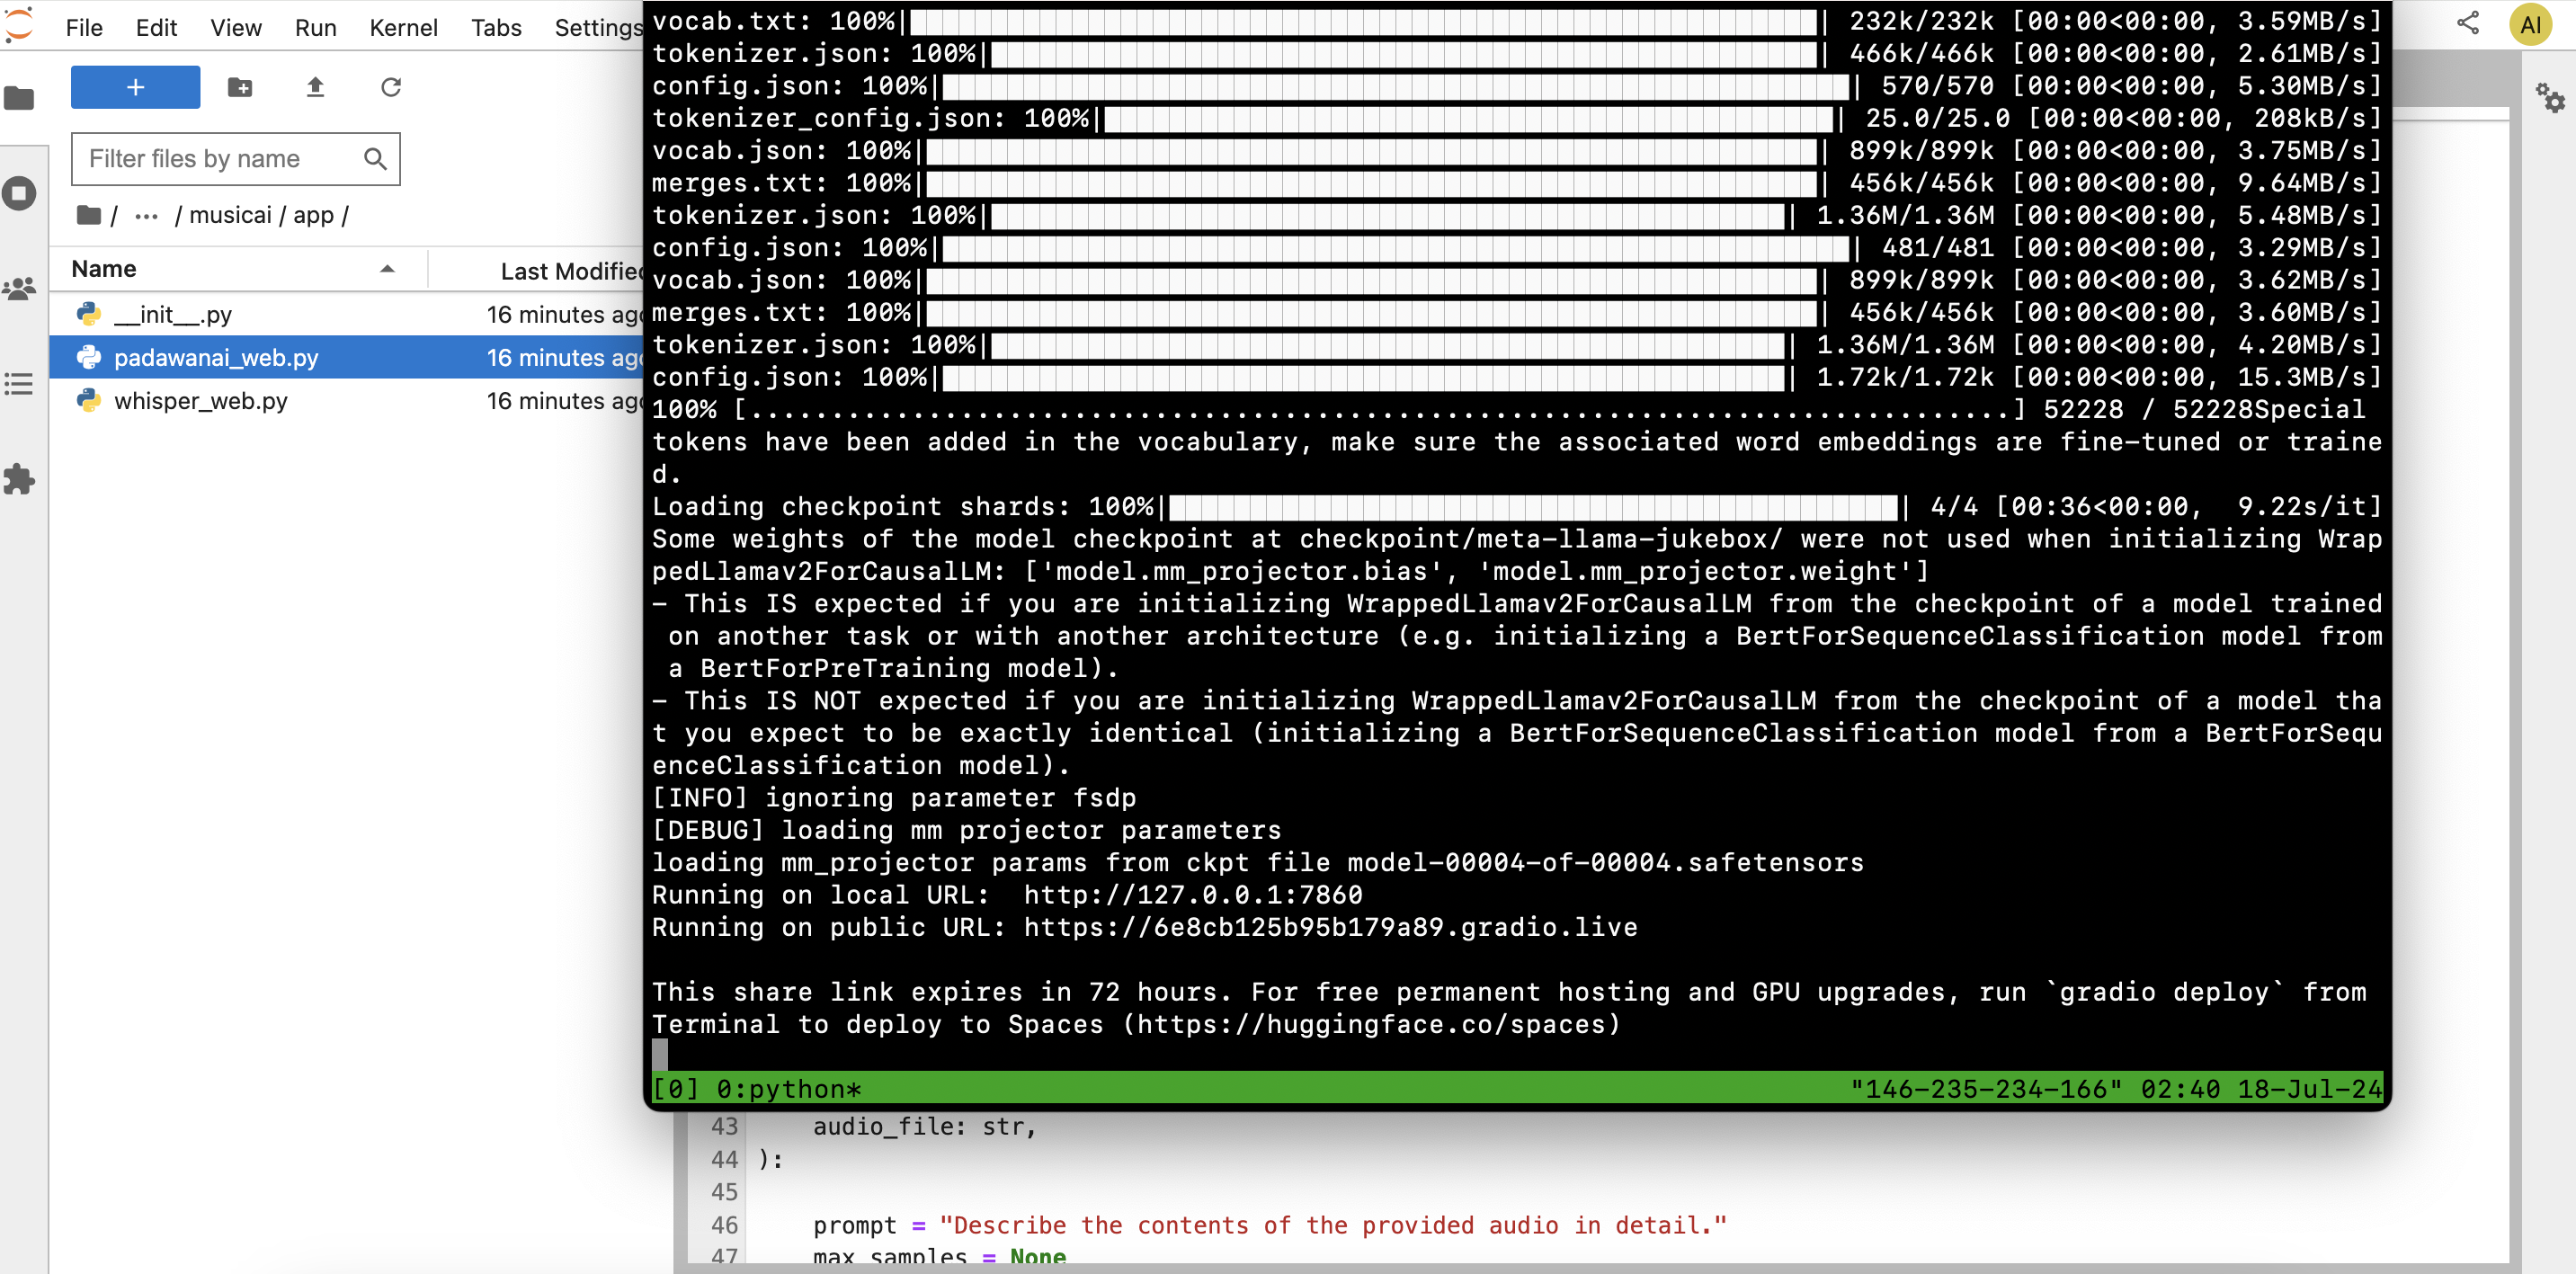 File Edit View Run Kernel Tabs Settings
AI
+
Filter files by name
/ ··· / musicai / app /
Name Last Modified
__init__.py 16 minutes ago
padawanai_web.py 16 minutes ago
whisper_web.py 16 minutes ago
vocab.txt: 100%| | 232k/232k [00:00<00:00, 3.59MB/s]
tokenizer.json: 100%| | 466k/466k [00:00<00:00, 2.61MB/s]
config.json: 100%| | 570/570 [00:00<00:00, 5.30MB/s]
tokenizer_config.json: 100%| | 25.0/25.0 [00:00<00:00, 208kB/s]
vocab.json: 100%| | 899k/899k [00:00<00:00, 3.75MB/s]
merges.txt: 100%| | 456k/456k [00:00<00:00, 9.64MB/s]
tokenizer.json: 100%| | 1.36M/1.36M [00:00<00:00, 5.48MB/s]
config.json: 100%| | 481/481 [00:00<00:00, 3.29MB/s]
vocab.json: 100%| | 899k/899k [00:00<00:00, 3.62MB/s]
merges.txt: 100%| | 456k/456k [00:00<00:00, 3.60MB/s]
tokenizer.json: 100%| | 1.36M/1.36M [00:00<00:00, 4.20MB/s]
config.json: 100%| | 1.72k/1.72k [00:00<00:00, 15.3MB/s]
100% [..............................................................................] 52228 / 52228Special
tokens have been added in the vocabulary, make sure the associated word embeddings are fine-tuned or traine
d.
Loading checkpoint shards: 100%| | 4/4 [00:36<00:00,  9.22s/it]
Some weights of the model checkpoint at checkpoint/meta-llama-jukebox/ were not used when initializing Wrap
pedLlamav2ForCausalLM: ['model.mm_projector.bias', 'model.mm_projector.weight']
- This IS expected if you are initializing WrappedLlamav2ForCausalLM from the checkpoint of a model trained
on another task or with another architecture (e.g. initializing a BertForSequenceClassification model from
a BertForPreTraining model).
- This IS NOT expected if you are initializing WrappedLlamav2ForCausalLM from the checkpoint of a model tha
t you expect to be exactly identical (initializing a BertForSequenceClassification model from a BertForSequ
enceClassification model).
[INFO] ignoring parameter fsdp
[DEBUG] loading mm projector parameters
loading mm_projector params from ckpt file model-00004-of-00004.safetensors
Running on local URL:  http://127.0.0.1:7860
Running on public URL: https://6e8cb125b95b179a89.gradio.live
This share link expires in 72 hours. For free permanent hosting and GPU upgrades, run `gradio deploy` from
Terminal to deploy to Spaces (https://huggingface.co/spaces)
[0] 0:python* "146-235-234-166" 02:40 18-Jul-24
43 audio_file: str,
44 ):
45
46 prompt = "Describe the contents of the provided audio in detail."
47 max_samples = None